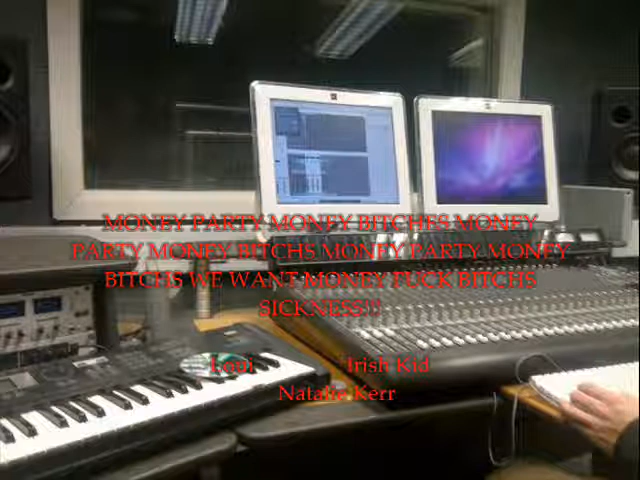 MONEY PARTY MONEY BITCHES MONEY
PARTY MONEY BITCHS MONEY PARTY MONEY
BITCHS WE WANT MONEY FUCK BITCHS
SICKNESS!!!
Loui Irish Kid
Natalie Kerr